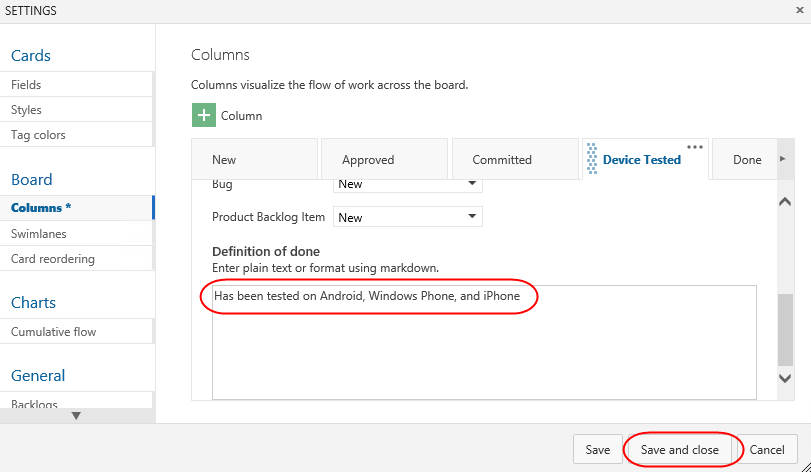 SETTINGS
Cards
Fields
Styles
Tag colors
Board
Columns *
Swimlanes
Card reordering
Charts
Cumulative flow
General
Backlogs
Columns
Columns visualize the flow of work across the board.
Column
New
Approved
Committed
Device Tested
Done
Bug
New
Product Backlog Item
New
Definition of done
Enter plain text or format using markdown.
Has been tested on Android, Windows Phone, and iPhone
Save
Save and close
Cancel